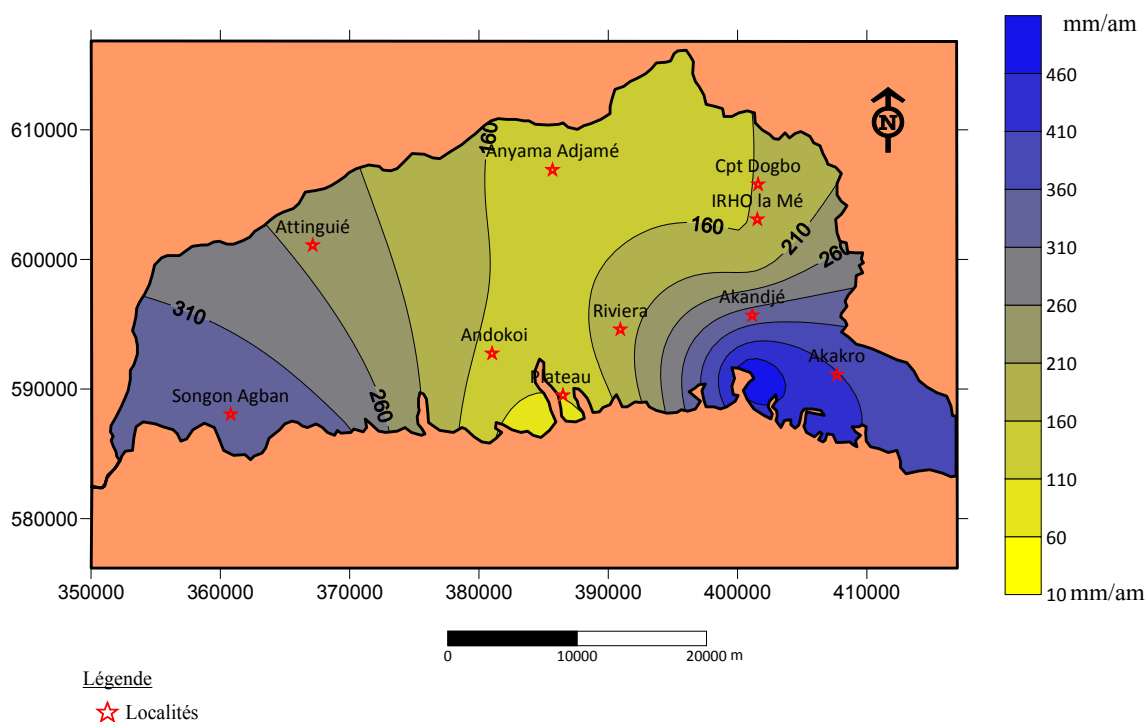 mm/am
460
410
360
310
260
210
160
110
60
10 mm/am
610000
600000
590000
580000
350000 360000 370000 380000 390000 400000 410000
N
160
Anyama Adjamé
Cpt Dogbo
IRHO la Mé
Attinguié
160
210
260
310
Akandjé
Riviera
Andokoi
Akakro
Plateau
Songon Agban
260
0 10000 20000 m
Légende
Localités